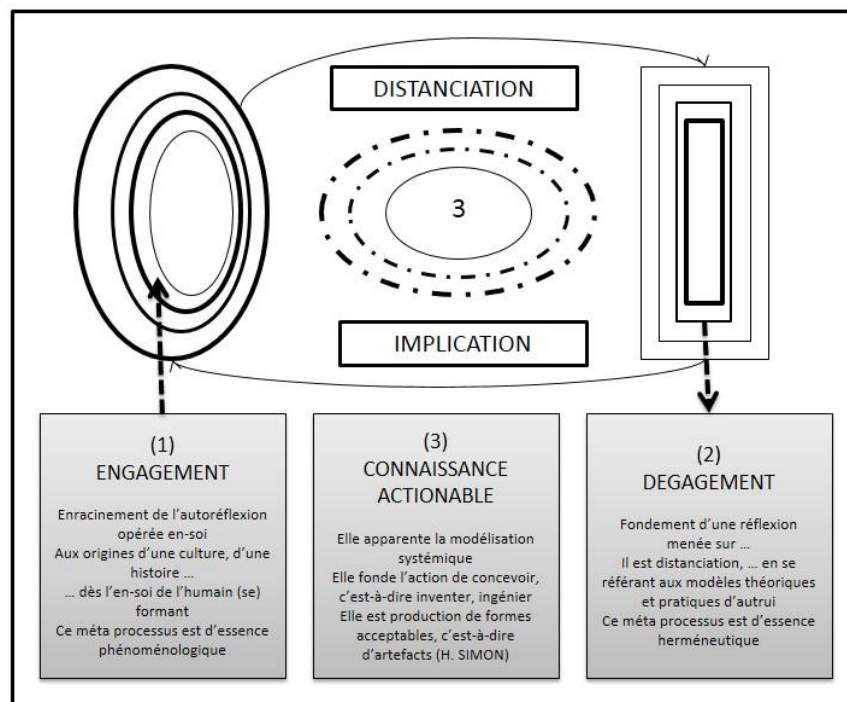 DISTANCIATION
3
IMPLICATION
(1)
ENGAGEMENT
Enracinement de l'autoréflexion
opérée en-soi
Aux origines d'une culture, d'une
histoire ...
... dès l'en-soi de l'humain (se)
formant
Ce méta processus est d'essence
phénoménologique
(3)
CONNAISSANCE
ACTIONABLE
Elle apparente la modélisation
systémique
Elle fonde l'action de concevoir,
c'est-à-dire inventer, ingénier
Elle est production de formes
acceptables, c'est-à-dire
d'artefacts (H. SIMON)
(2)
DEGAGEMENT
Fondement d'une réflexion
menée sur ...
Il est distanciation, ... en se
référant aux modèles théoriques
et pratiques d'autrui
Ce méta processus est d'essence
herméneutique